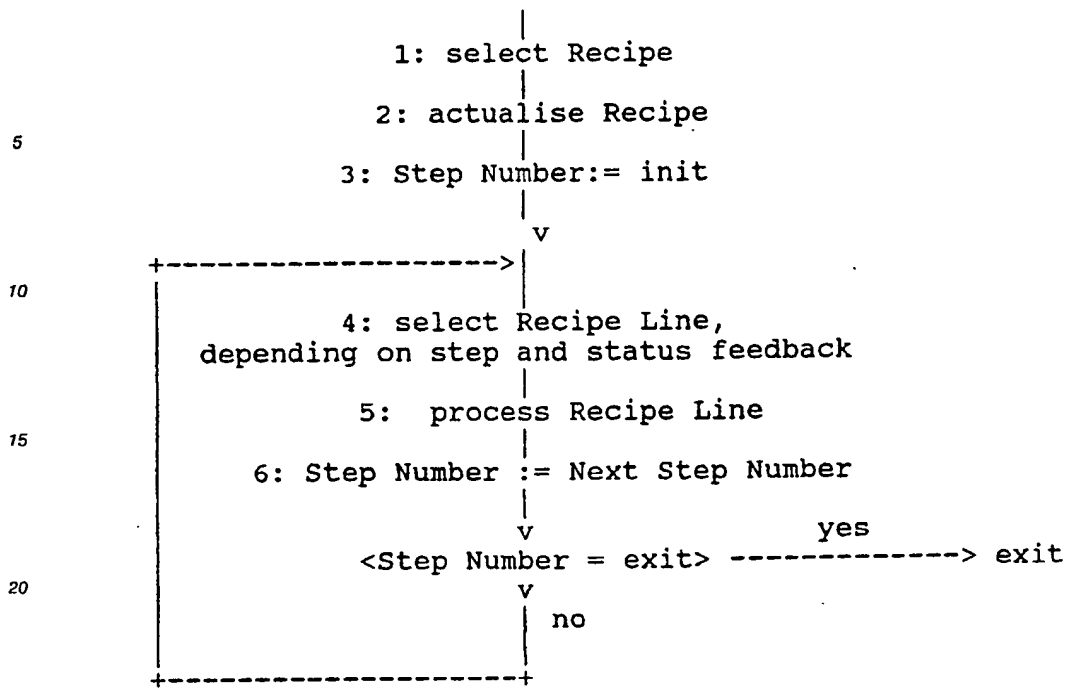 1: select Recipe
2: actualise Recipe
5
3: Step Number:= init
v
+------------------->
10
4: select Recipe Line,
depending on step and status feedback
5: process Recipe Line
15
6: Step Number := Next Step Number
v yes
<Step Number = exit> -------------> exit
20
v
no
+--------------------+